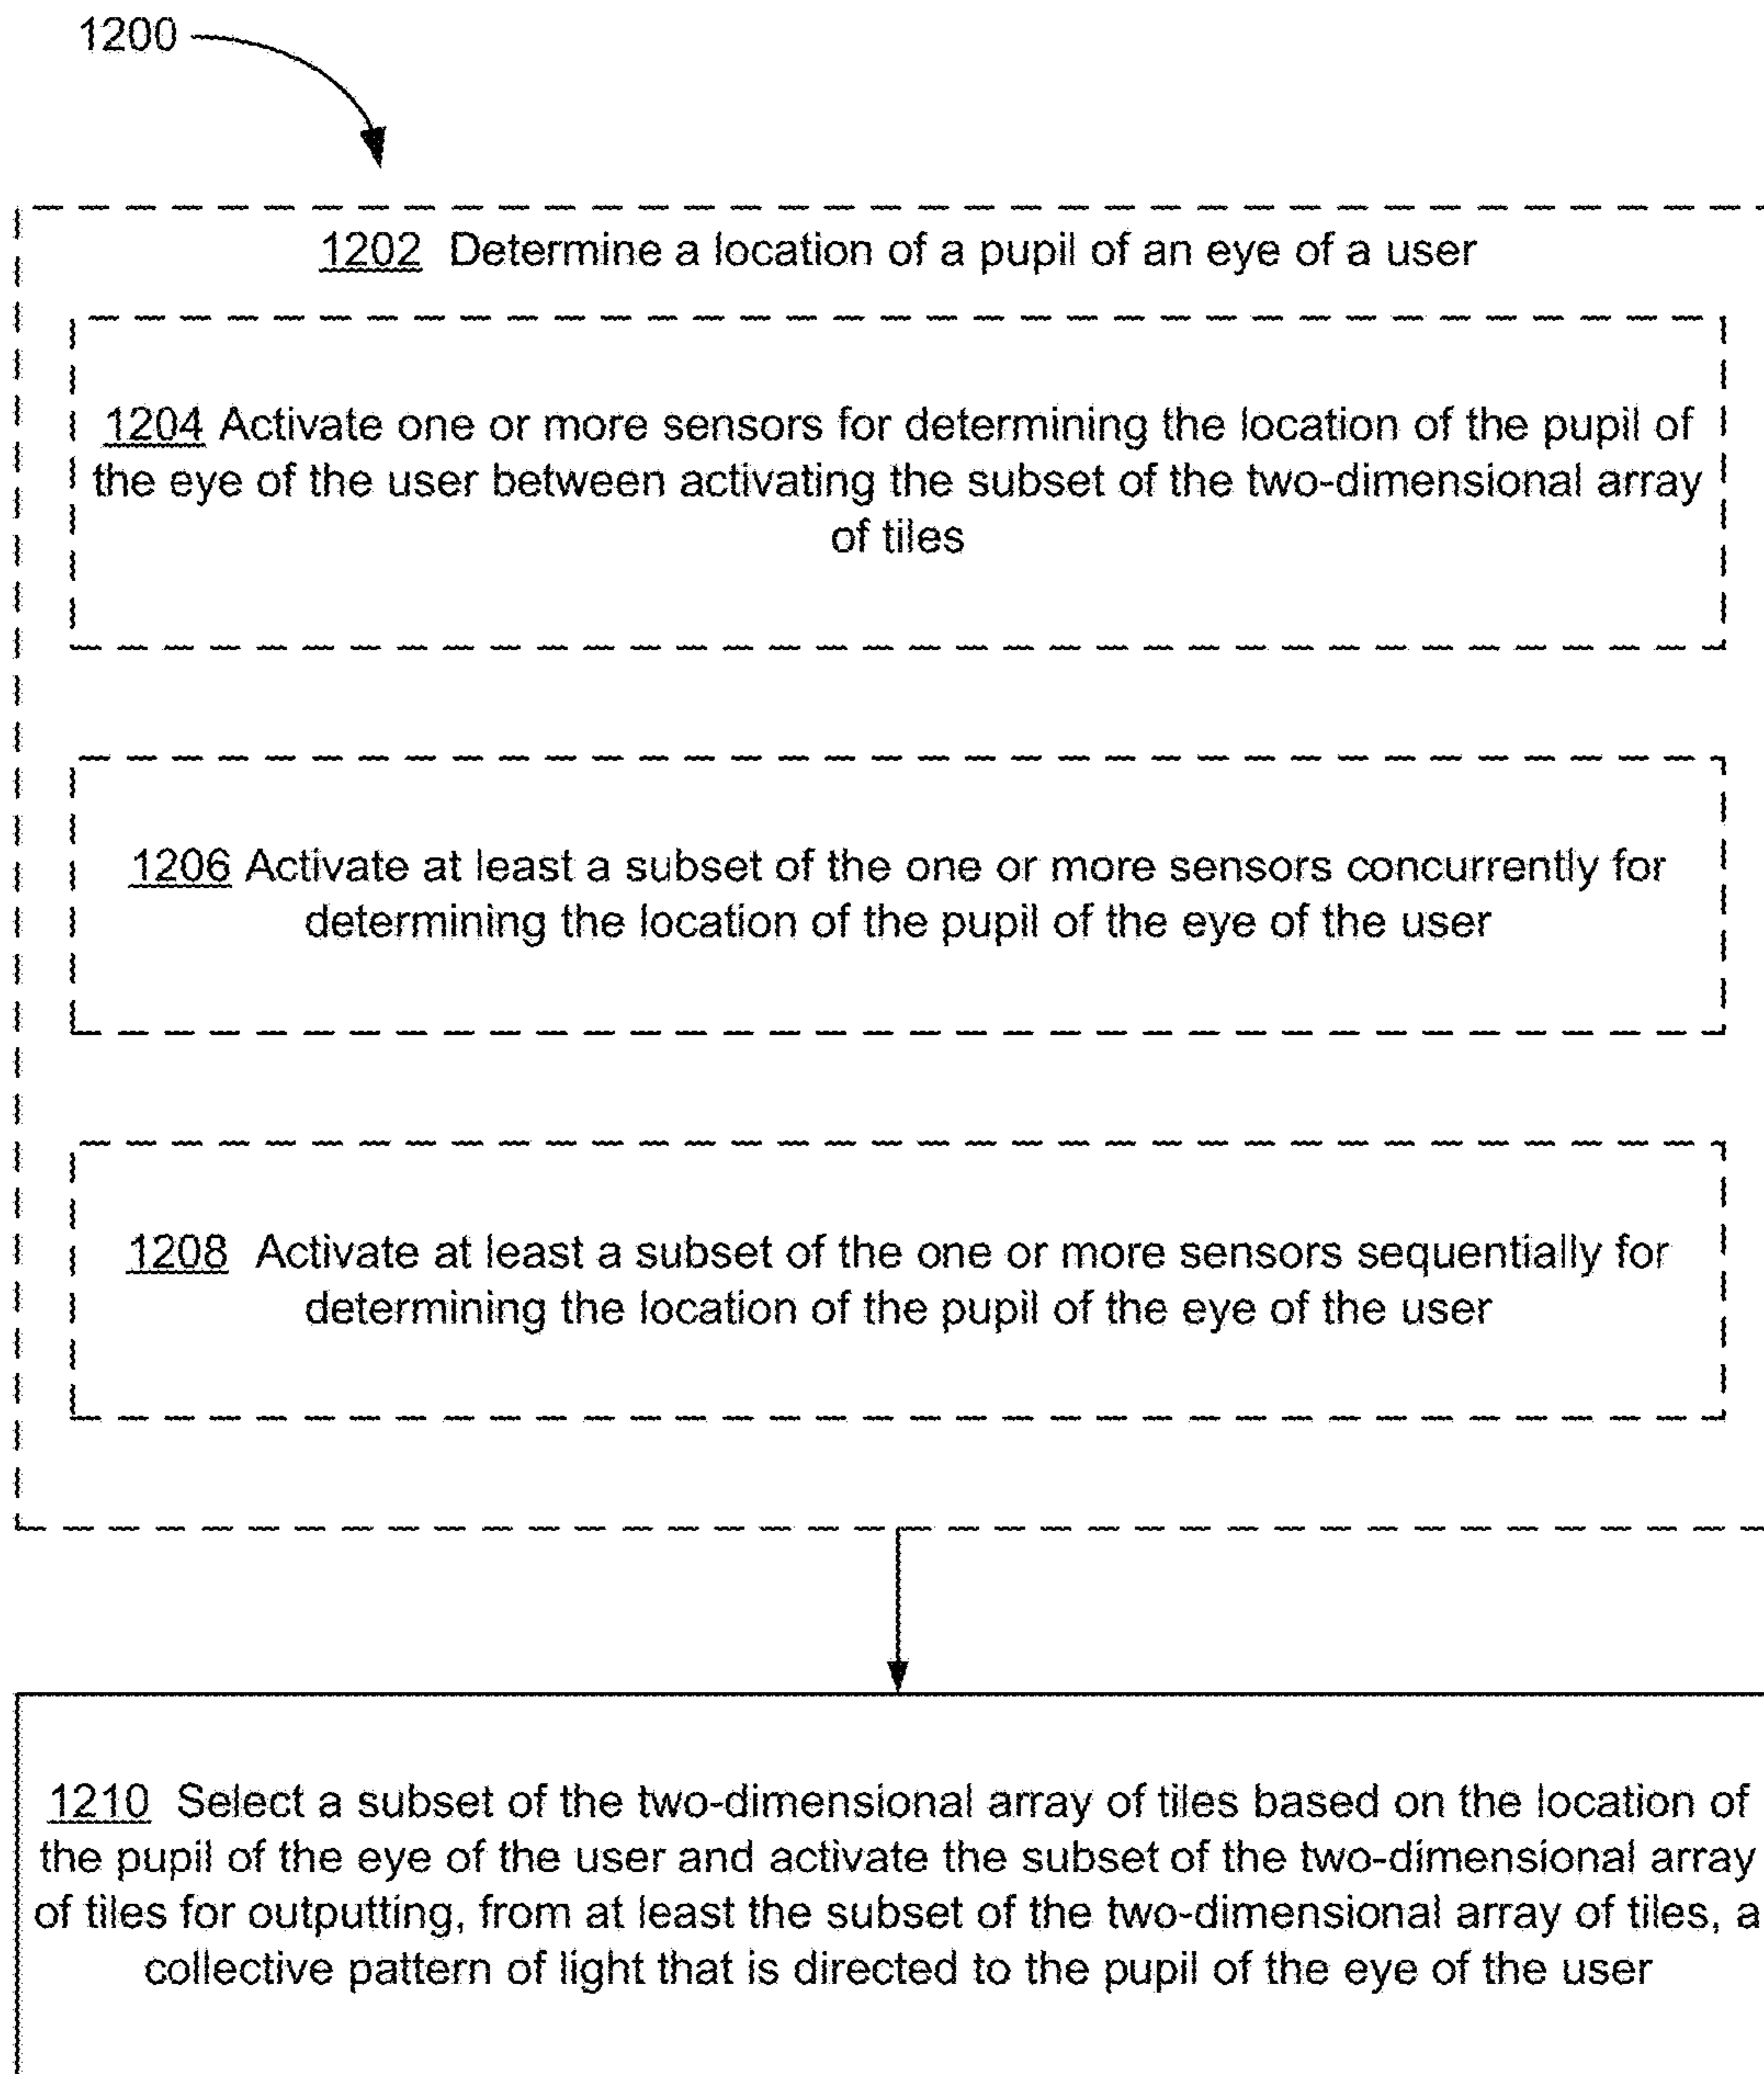 1200
1202 Determine a location of a pupil of an eye of a user
1204 Activate one or more sensors for determining the location of the pupil of
the eye of the user between activating the subset of the two-dimensional array
of tiles
1206 Activate at least a subset of the one or more sensors concurrently for
determining the location of the pupil of the eye of the user
1208 Activate at least a subset of the one or more sensors sequentially for
determining the location of the pupil of the eye of the user
1210 Select a subset of the two-dimensional array of tiles based on the location of
the pupil of the eye of the user and activate the subset of the two-dimensional array
of tiles for outputting, from at least the subset of the two-dimensional array of tiles, a
collective pattern of light that is directed to the pupil of the eye of the user